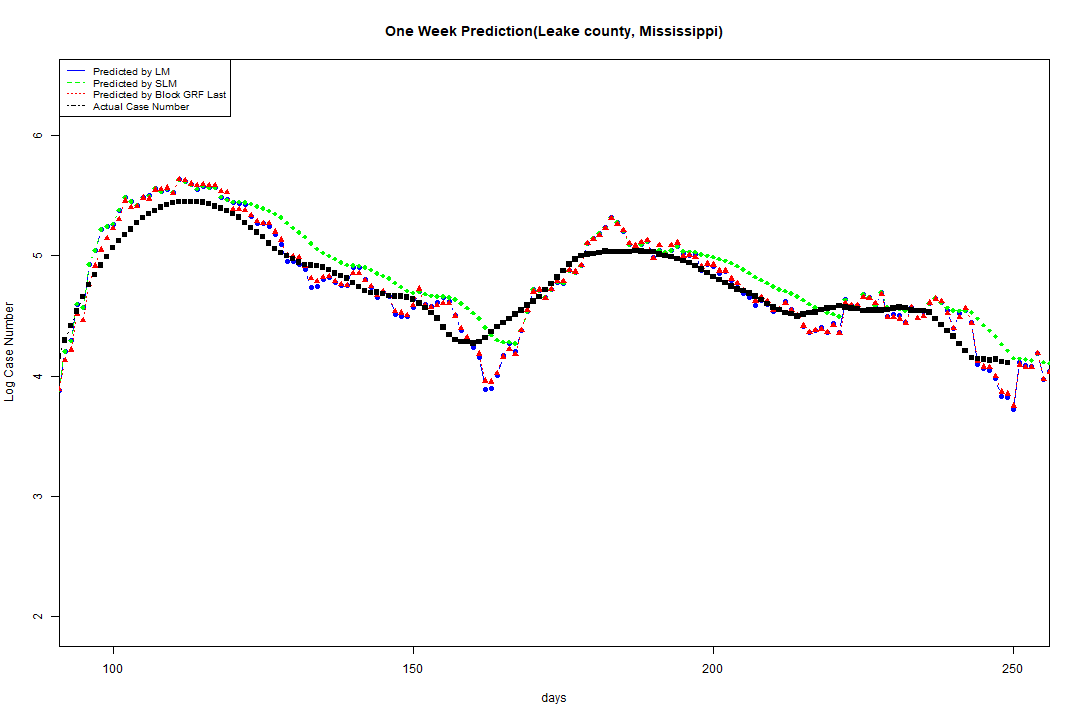 One Week Prediction(Leake county, Mississippi)
Predicted by LM
Predicted by SLM
Predicted by Block GRF Last
Actual Case Number
Log Case Number
6
5
4
3
2
100 150 200 250
days